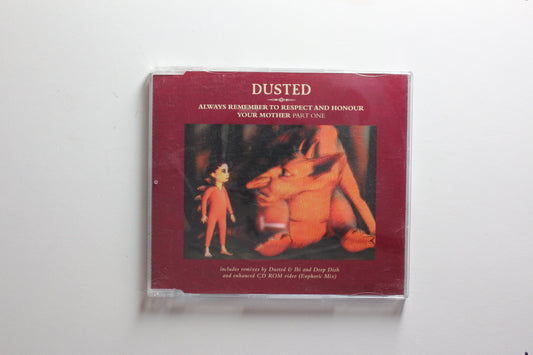 DUSTED
ALWAYS REMEMBER TO RESPECT AND HONOUR
YOUR MOTHER PART ONE
Includes remixes by Dusted & Ibi and Deep Dish
and enhanced CD ROM video (Euphoric Mix)